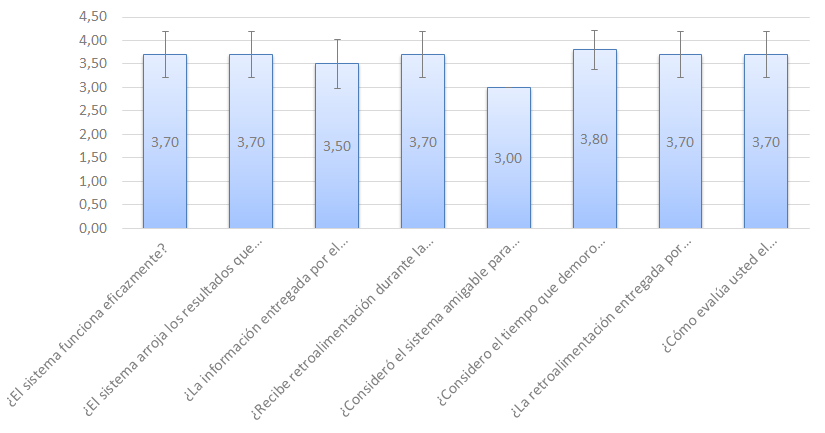 4,50
4,00
3,50
3,00
2,50
2,00
1,50
1,00
0,50
0,00
3,70
3,70
3,50
3,70
3,00
3,80
3,70
3,70
¿El sistema funciona eficazmente?
¿El sistema arroja los resultados que...
¿La información entregada por el...
¿Recibe retroalimentación durante la...
¿Consideró el sistema amigable para...
¿Considero el tiempo que demoro...
¿La retroalimentación entregada por...
¿Cómo evalúa usted el...